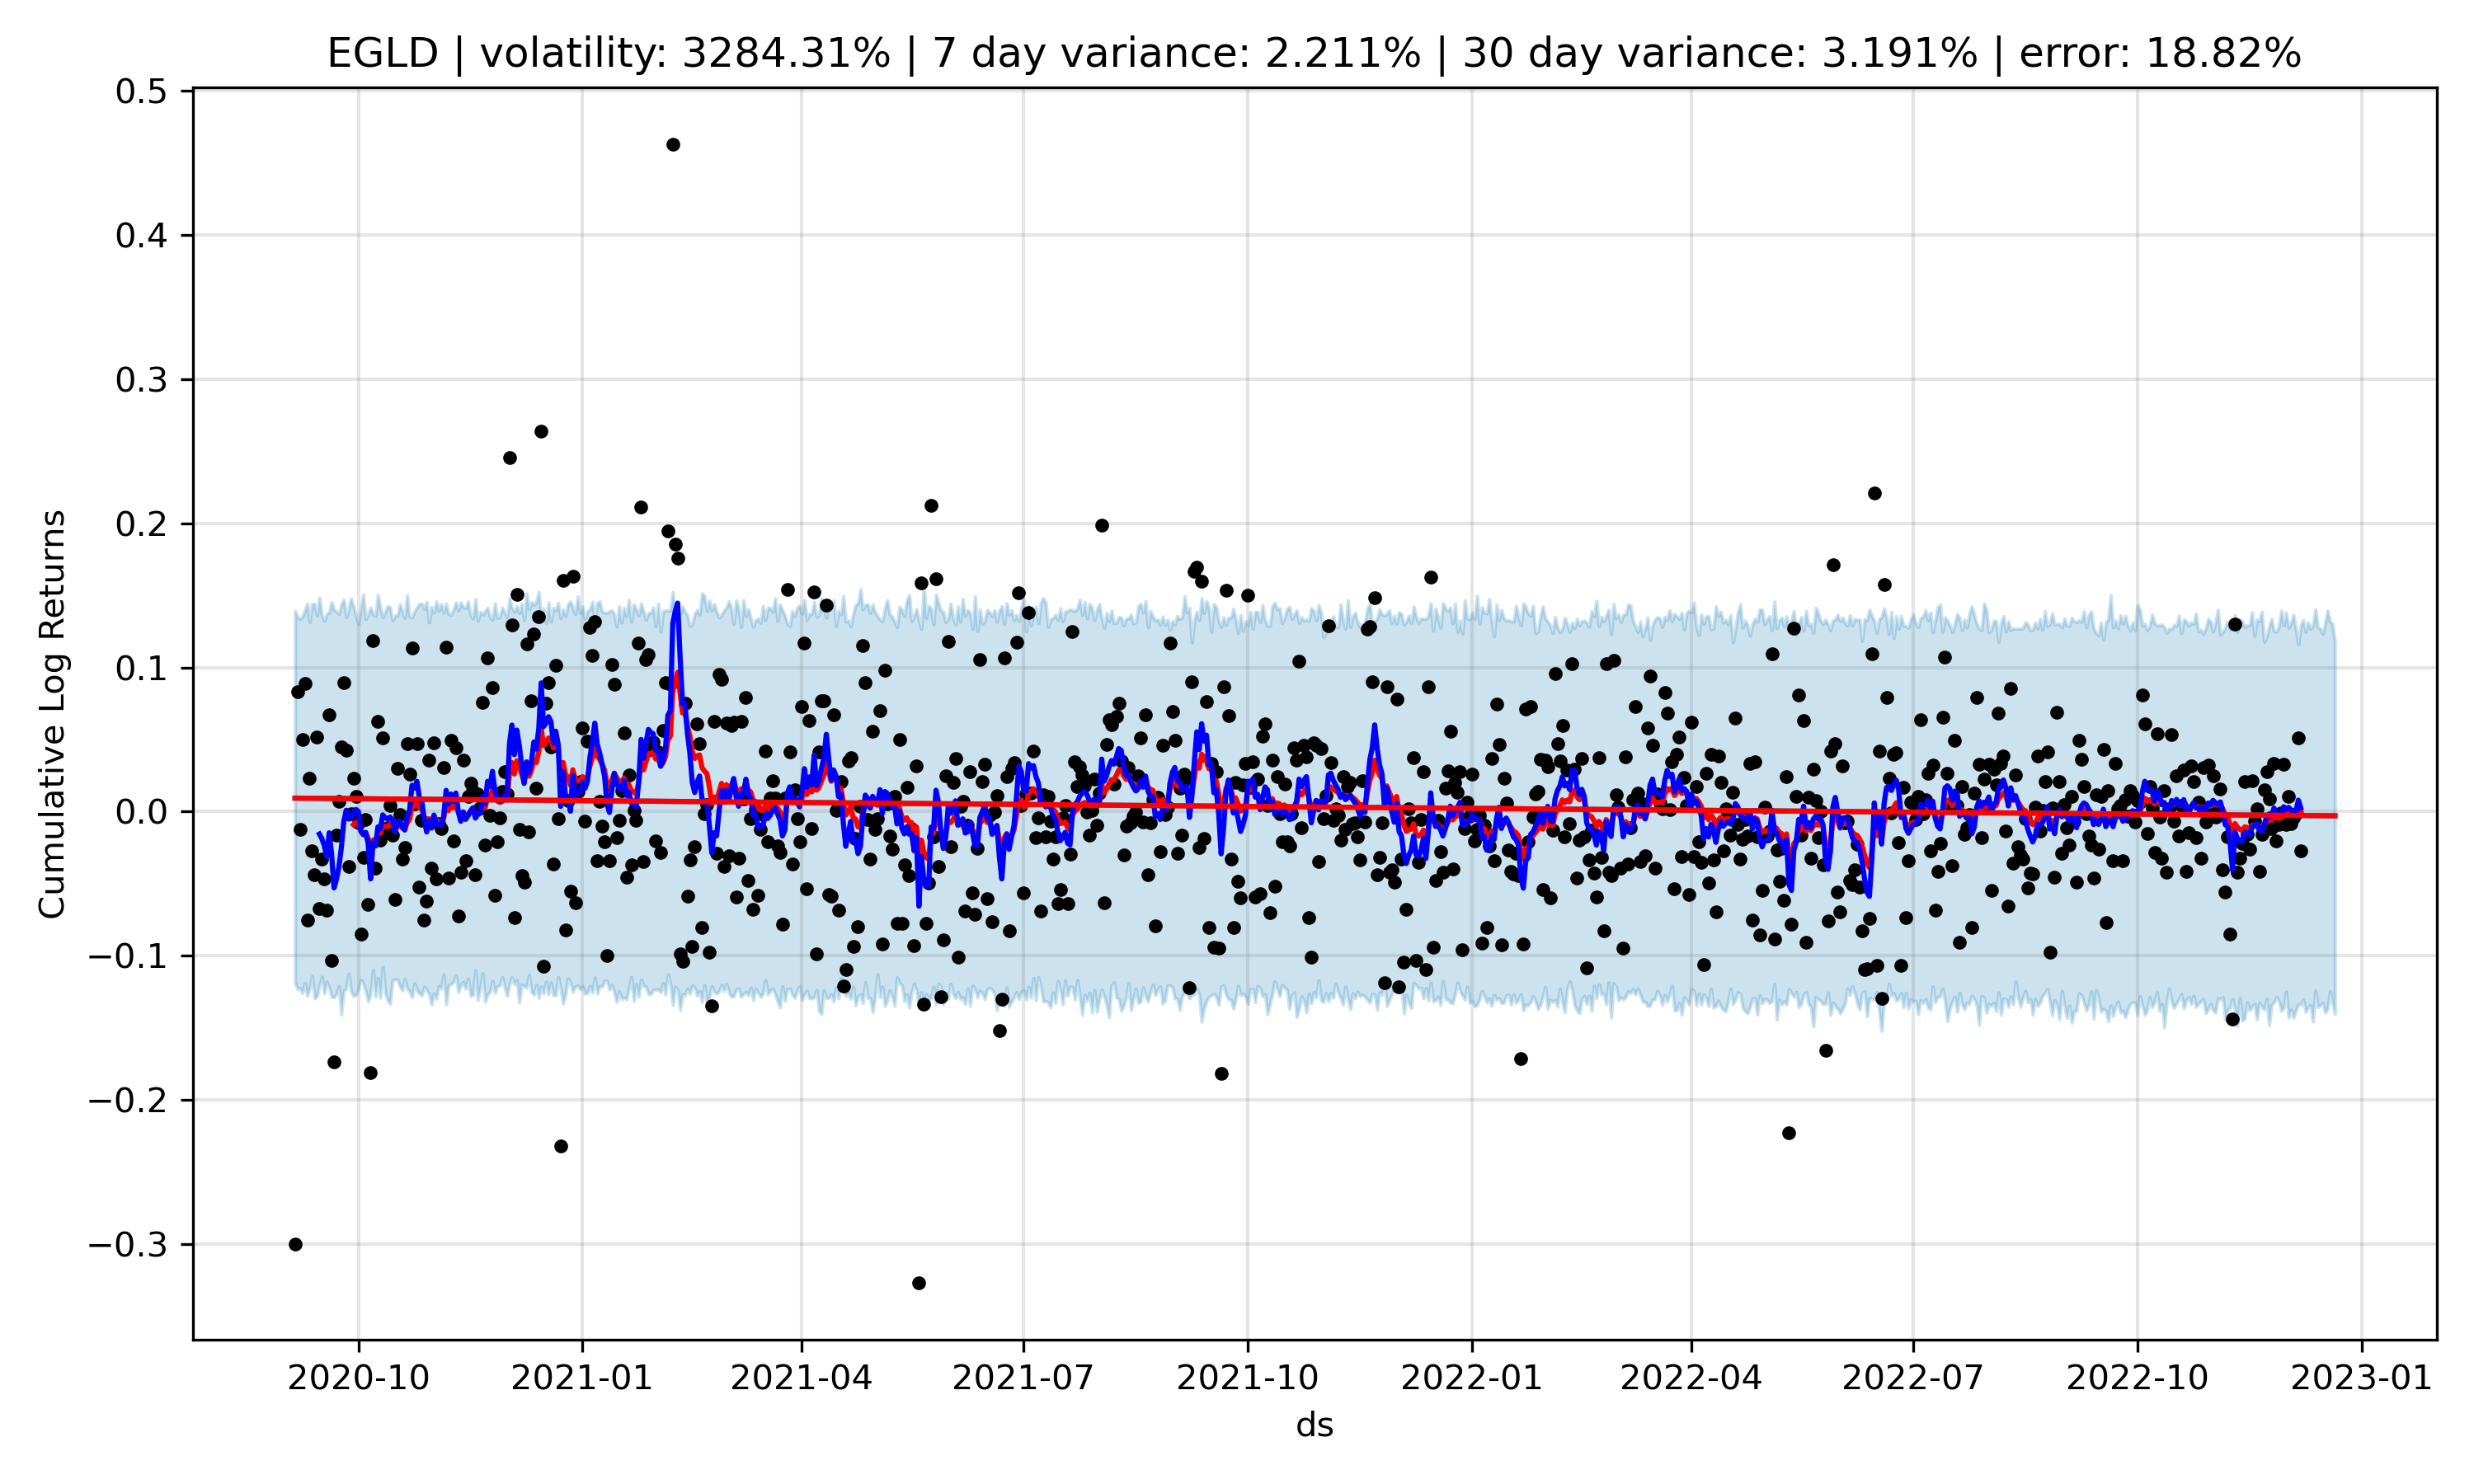 EGLD | volatility: 3284.31% | 7 day variance: 2.211% | 30 day variance: 3.191% | error: 18.82%
Cumulative Log Returns
0.5
0.4
0.3
0.2
0.1
0.0
−0.1
−0.2
−0.3
2020-10 2021-01 2021-04 2021-07 2021-10 2022-01 2022-04 2022-07 2022-10 2023-01
ds